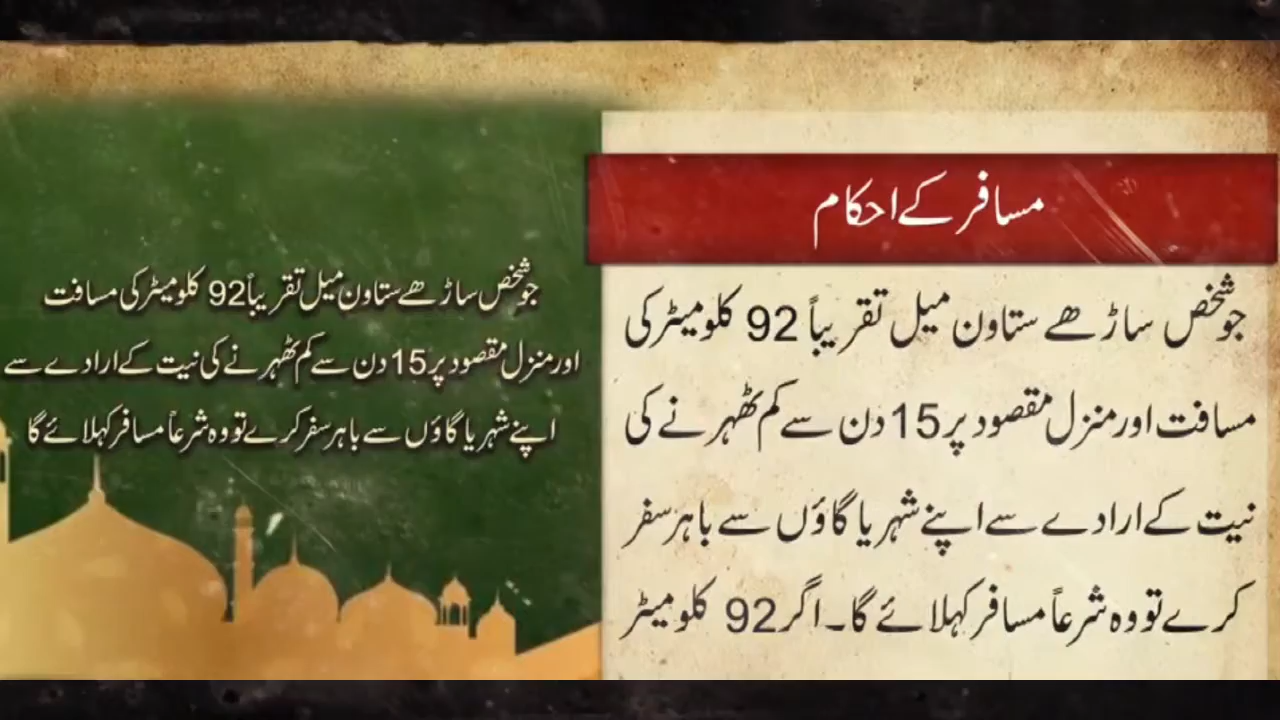 مسافر کے احکام
جو شخص ساڑھے ستاون میل تقریباً 92 کلومیٹر کی
مسافت اور منزل مقصود پر 15 دن سے کم ٹھہرنے کی
نیت کے ارادے سے اپنے شہر یا گاؤں سے باہر سفر
کرے تو وہ شرعاً مسافر کہلائے گا۔ اگر 92 کلومیٹر
جو شخص ساڑھے ستاون میل تقریباً 92 کلومیٹر کی مسافت
اور منزل مقصود پر 15 دن سے کم ٹھہرنے کی نیت کے ارادے سے
اپنے شہر یا گاؤں سے باہر سفر کرے تو وہ شرعاً مسافر کہلائے گا